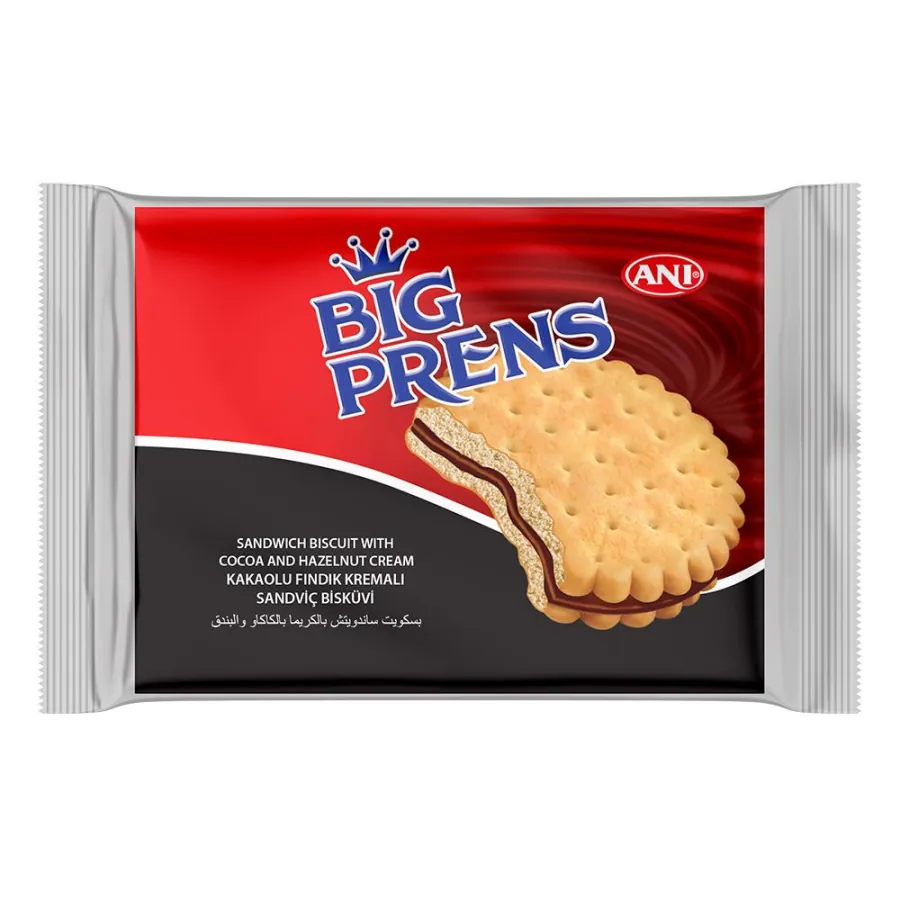 BIG
PRENS
ANI®
SANDWICH BISCUIT WITH
COCOA AND HAZELNUT CREAM
KAKAOLU FINDIK KREMALI
SANDVİÇ BİSKÜVİ
بسكويت ساندويتش بالكريما بالكاكاو والبندق